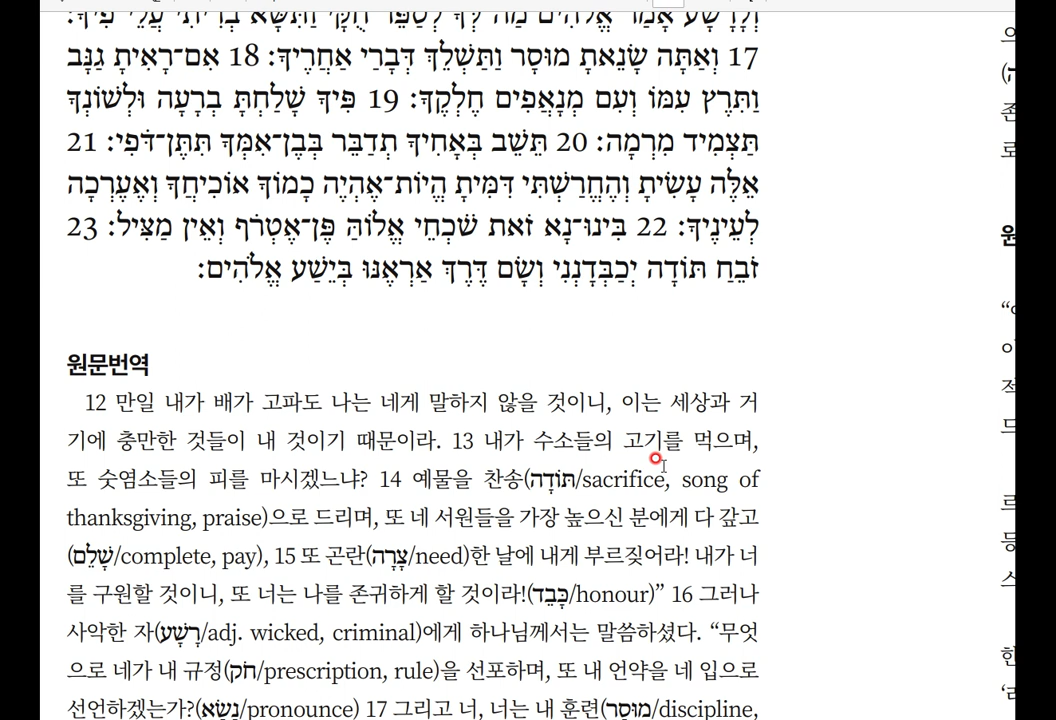 וְלָרָשָׁע אָמַר אֱלֹהִים מַה לְּךָ לְסַפֵּר חֻקָּי וַתִּשָּׂא בְרִיתִי עֲלֵי פִיךָ׃
17 וְאַתָּה שָׂנֵאתָ מוּסָר וַתַּשְׁלֵךְ דְּבָרַי אַחֲרֶיךָ׃ 18 אִם־רָאִיתָ גַנָּב
וַתִּרֶץ עִמּוֹ וְעִם מְנָאֲפִים חֶלְקֶךָ׃ 19 פִּיךָ שָׁלַחְתָּ בְרָעָה וּלְשׁוֹנְךָ
תַּצְמִיד מִרְמָה׃ 20 תֵּשֵׁב בְּאָחִיךָ תְדַבֵּר בְּבֶן־אִמְּךָ תִּתֶּן־דֹּפִי׃ 21
אֵלֶּה עָשִׂיתָ וְהֶחֱרַשְׁתִּי דִּמִּיתָ הֱיוֹת־אֶהְיֶה כָמוֹךָ אוֹכִיחֲךָ וְאֶעֶרְכָה
לְעֵינֶיךָ׃ 22 בִּינוּ־נָא זֹאת שֹׁכְחֵי אֱלוֹהַּ פֶּן־אֶטְרֹף וְאֵין מַצִּיל׃ 23
זֹבֵחַ תּוֹדָה יְכַבְּדָנְנִי וְשָׂם דֶּרֶךְ אַרְאֶנּוּ בְּיֵשַׁע אֱלֹהִים׃
원문번역
12 만일 내가 배가 고파도 나는 네게 말하지 않을 것이니, 이는 세상과 거
기에 충만한 것들이 내 것이기 때문이라. 13 내가 수소들의 고기를 먹으며,
또 숫염소들의 피를 마시겠느냐? 14 예물을 찬송(תּוֹדָה/sacrifice, song of
thanksgiving, praise)으로 드리며, 또 네 서원들을 가장 높으신 분에게 다 갚고
(שָׁלֵם/complete, pay), 15 또 곤란(צָרָה/need)한 날에 내게 부르짖어라! 내가 너
를 구원할 것이니, 또 너는 나를 존귀하게 할 것이라!(כָּבֵד/honour)” 16 그러나
사악한 자(רָשָׁע/adj. wicked, criminal)에게 하나님께서는 말씀하셨다. “무엇
으로 네가 내 규정(חֹק/prescription, rule)을 선포하며, 또 내 언약을 네 입으로
선언하겠는가?(נָשָׂא/pronounce) 17 그리고 너, 너는 내 훈련(מוּסָר/discipline,